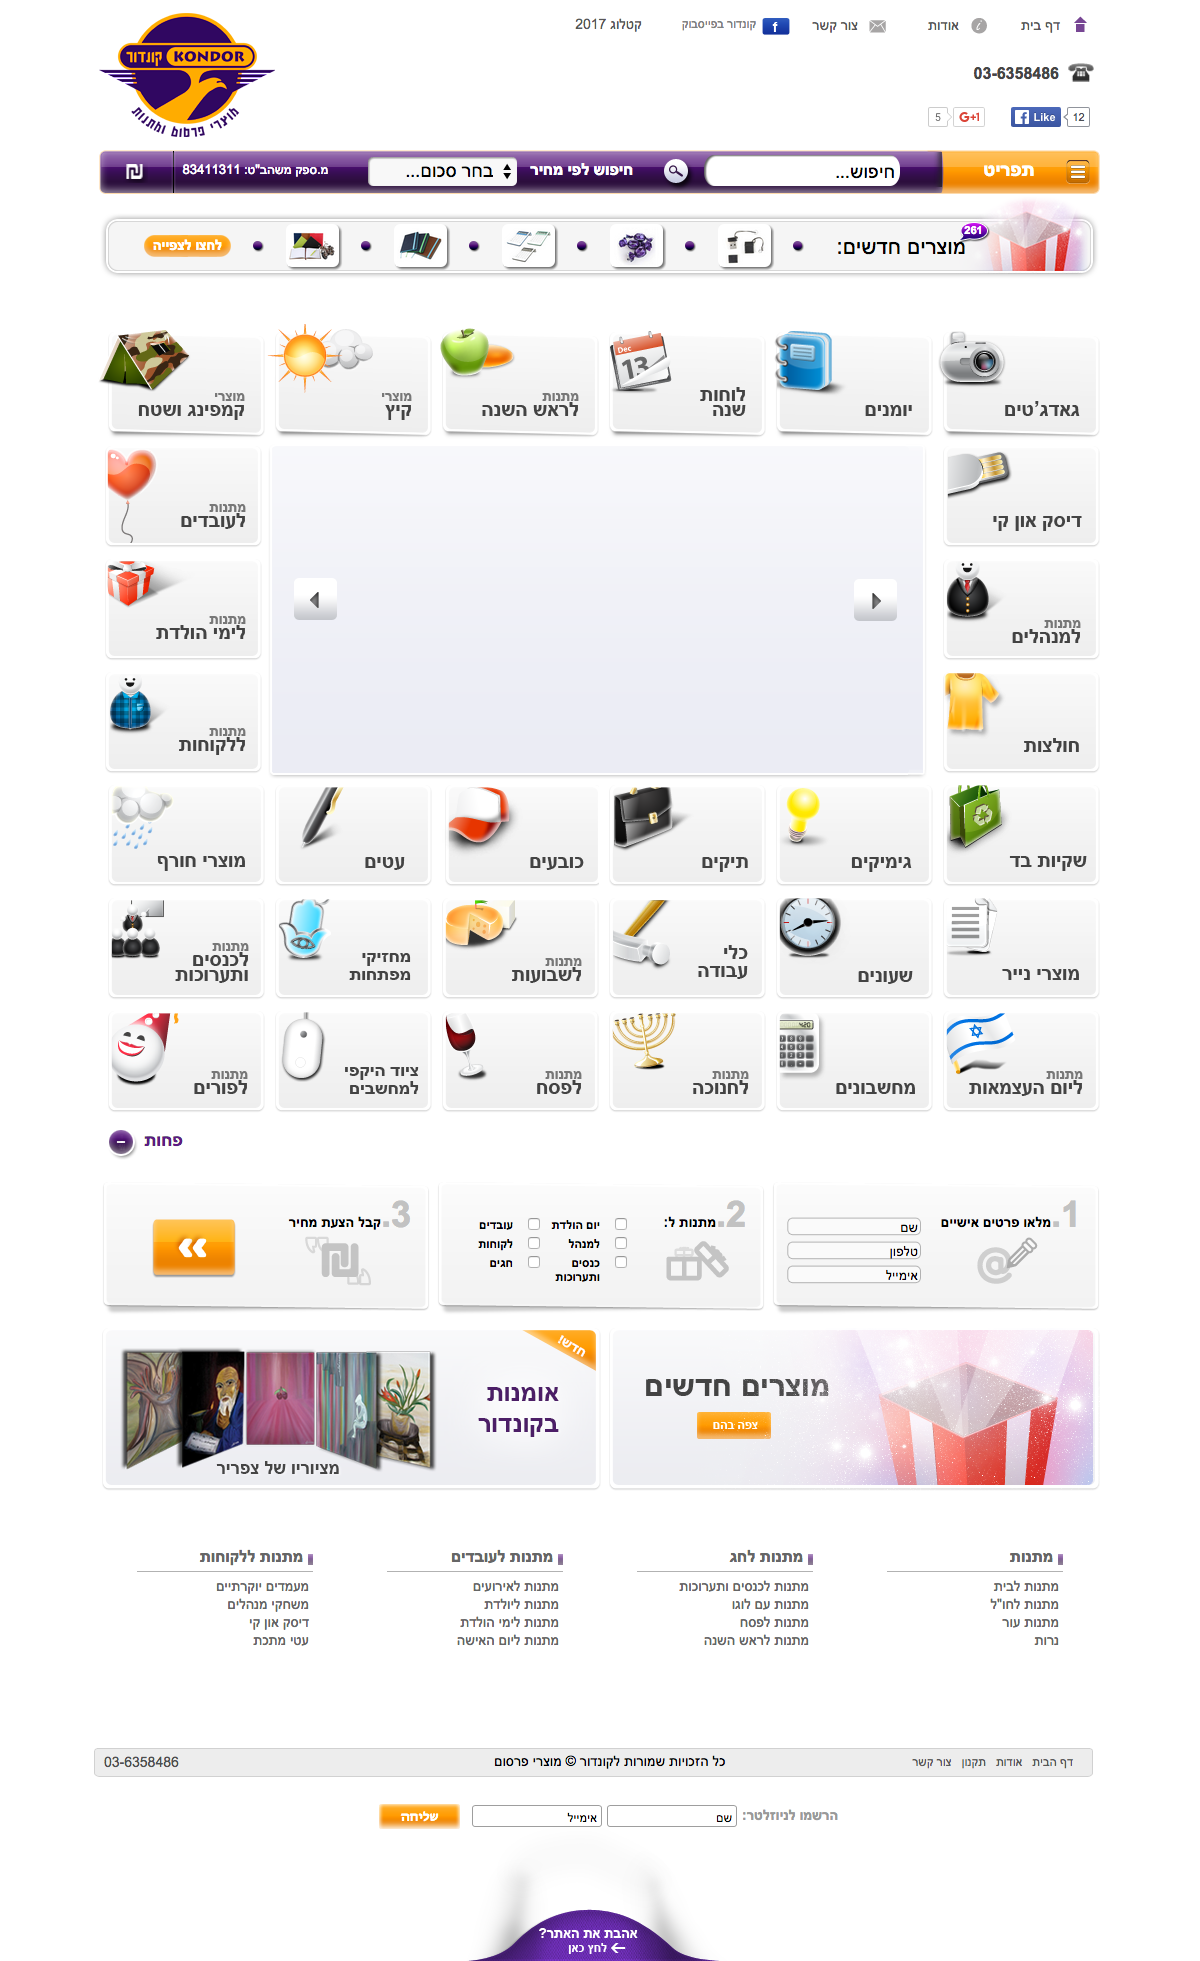 דף בית
אודות
צור קשר
קונדור בפייסבוק
קטלוג 2017
KONDOR קונדור
מוצרי פרסום ומתנות
03-6358486
Like 12
+1 5
תפריט
חיפוש...
חיפוש לפי מחיר
בחר סכום...
מ.ספק משהב"ט: 83411311
₪
261
מוצרים חדשים:
לחצו לצפייה
גאדג'טים
יומנים
לוחות
שנה
Dec
13
מתנות
לראש השנה
מוצרי
קיץ
מוצרי
קמפינג ושטח
דיסק און קי
מתנות
לעובדים
מתנות
למנהלים
מתנות
לימי הולדת
חולצות
מתנות
ללקוחות
שקיות בד
גימיקים
תיקים
כובעים
עטים
מוצרי חורף
מוצרי נייר
שעונים
כלי
עבודה
מתנות
לשבועות
מחזיקי
מפתחות
מתנות
לכנסים
ותערוכות
מתנות
ליום העצמאות
מחשבונים
מתנות
לחנוכה
מתנות
לפסח
ציוד היקפי
למחשבים
מתנות
לפורים
פחות
1. מלאו פרטים אישיים
שם
טלפון
אימייל
2. מתנות ל:
יום הולדת
עובדים
למנהל
לקוחות
כנסים
ותערוכות
חגים
3. קבל הצעת מחיר
מוצרים חדשים
צפה בהם
חדש!
אומנות
בקונדור
מציוריו של צפריר
מתנות
מתנות לבית
מתנות לחו"ל
מתנות עור
נרות
מתנות לחג
מתנות לכנסים ותערוכות
מתנות עם לוגו
מתנות לפסח
מתנות לראש השנה
מתנות לעובדים
מתנות לאירועים
מתנות ליולדת
מתנות לימי הולדת
מתנות ליום האישה
מתנות ללקוחות
מעמדים יוקרתיים
משחקי מנהלים
דיסק און קי
עטי מתכת
דף הבית אודות תקנון צור קשר
כל הזכויות שמורות לקונדור © מוצרי פרסום
03-6358486
הרשמו לניוזלטר:
שם
אימייל
שליחה
אהבת את האתר?
לחץ כאן